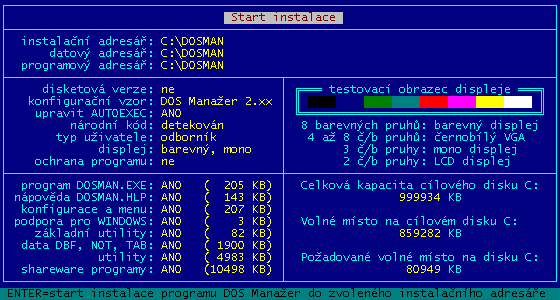 Start instalace
instalační adresář: C:\DOSMAN
datový adresář: C:\DOSMAN
programový adresář: C:\DOSMAN
disketová verze: ne
konfigurační vzor: DOS Manažer 2.xx
upravit AUTOEXEC: ANO
národní kód: detekován
typ uživatele: odborník
displej: barevný, mono
ochrana programu: ne
testovací obrazec displeje
8 barevných pruhů: barevný displej
4 až 8 č/b pruhů: černobílý VGA
3 č/b pruhy: mono displej
2 č/b pruhy: LCD displej
program DOSMAN.EXE: ANO ( 205 KB)
nápověda DOSMAN.HLP: ANO ( 143 KB)
konfigurace a menu: ANO ( 207 KB)
podpora pro WINDOWS: ANO ( 3 KB)
základní utility: ANO ( 82 KB)
data DBF, NOT, TAB: ANO ( 1900 KB)
utility: ANO ( 4983 KB)
shareware programy: ANO (10498 KB)
Celková kapacita cílového disku C:
999934 KB
Volné místo na cílovém disku C:
859282 KB
Požadované volné místo na disku C:
80949 KB
ENTER=start instalace programu DOS Manažer do zvoleného instalačního adresáře